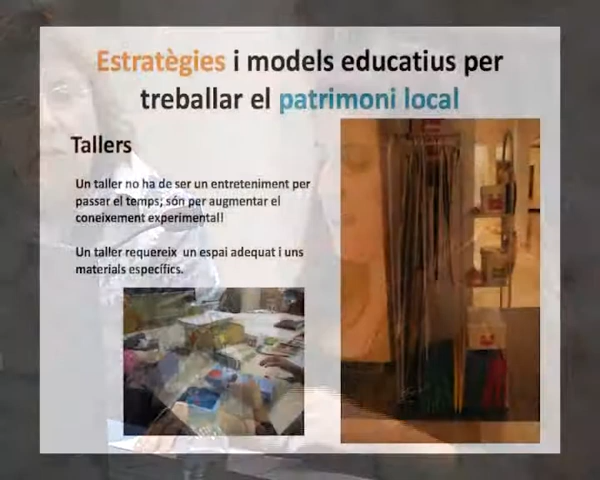 Estratègies i models educatius per
treballar el patrimoni local
Tallers
Un taller no ha de ser un entreteniment per
passar el temps; són per augmentar el
coneixement experimental!
Un taller requereix un espai adequat i uns
materials específics.